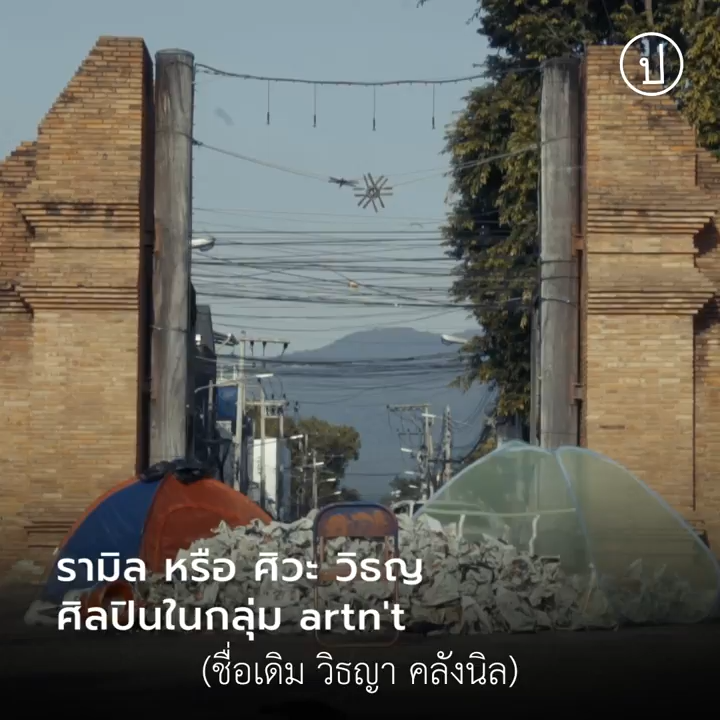 ป
รามิล หรือ ศิวะ วิธญ
ศิลปินในกลุ่ม artn't
(ชื่อเดิม วิธญา คลังนิล)